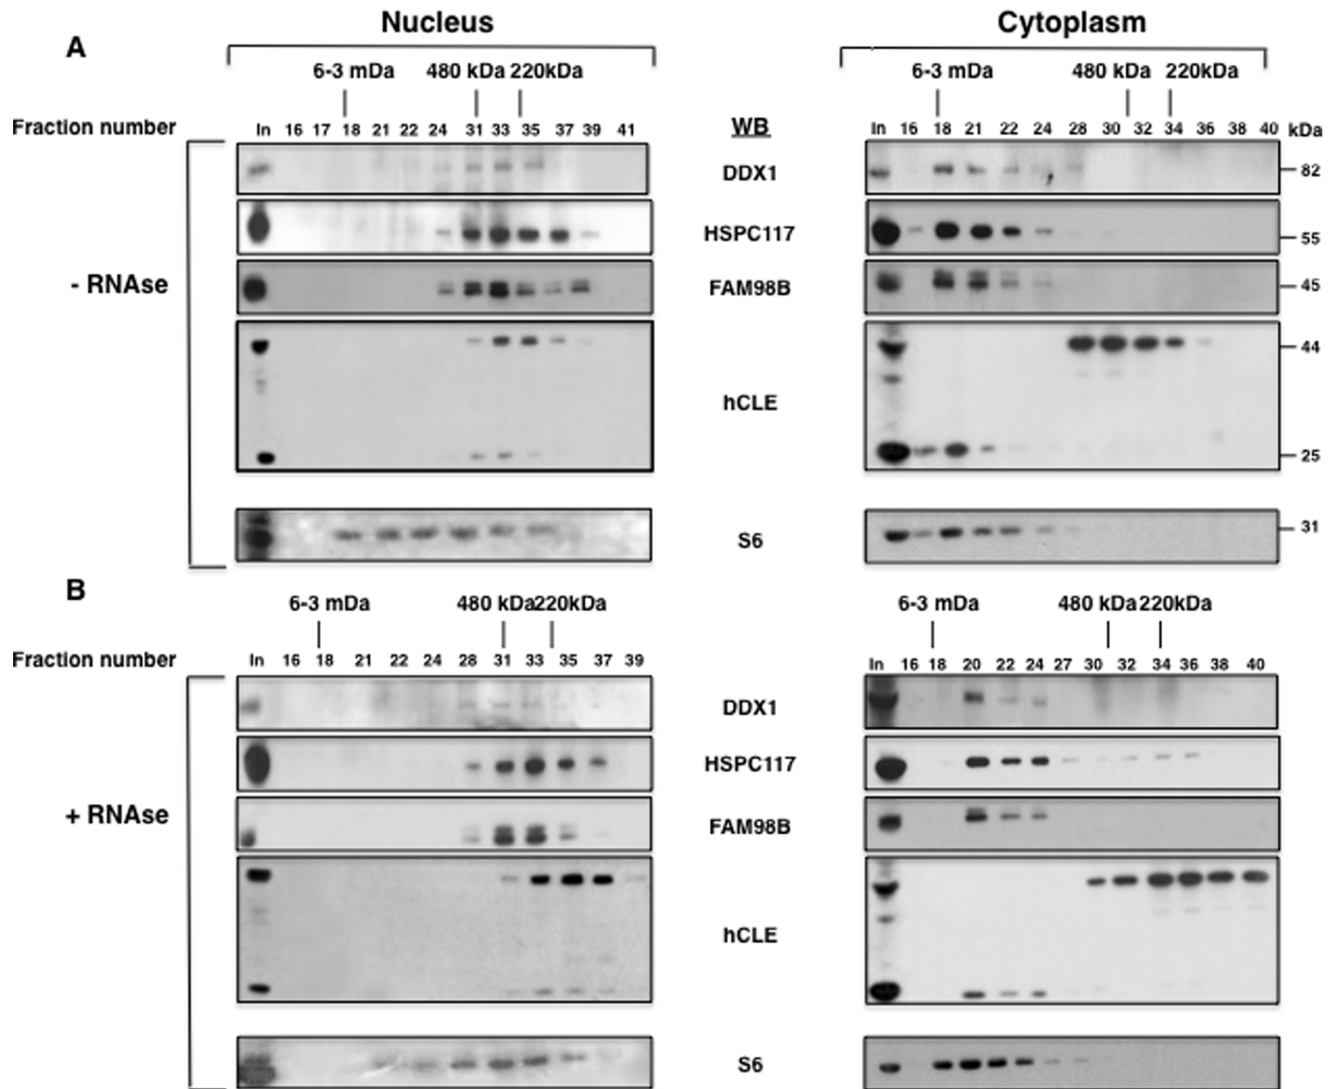 Nucleus Cytoplasm
A
6-3 mDa 480 kDa 220kDa 6-3 mDa 480 kDa 220kDa
Fraction number In 16 17 18 21 22 24 31 33 35 37 39 41 WB In 16 18 21 22 24 28 30 32 34 36 38 40 kDa
DDX1 82
HSPC117 55
- RNAse FAM98B 45
44
hCLE
25
S6 31
B
6-3 mDa 480 kDa220kDa 6-3 mDa 480 kDa220kDa
Fraction number In 16 18 21 22 24 28 31 33 35 37 39 In 16 18 20 22 24 27 30 32 34 36 38 40
DDX1
HSPC117
+ RNAse FAM98B
hCLE
S6